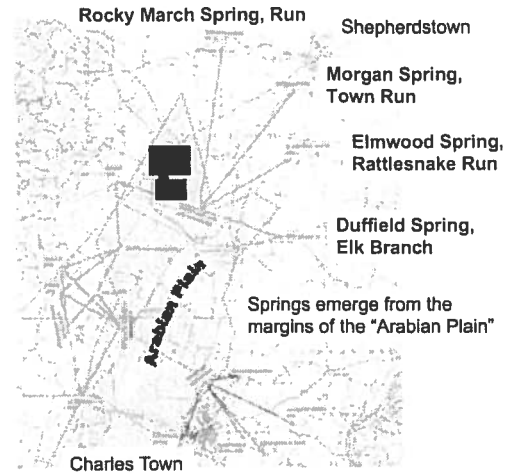 Rocky March Spring, Run
Shepherdstown
Morgan Spring,
Town Run
Elmwood Spring,
Rattlesnake Run
Duffield Spring,
Elk Branch
Arabian Plain
Springs emerge from the
margins of the “Arabian Plain”
Charles Town